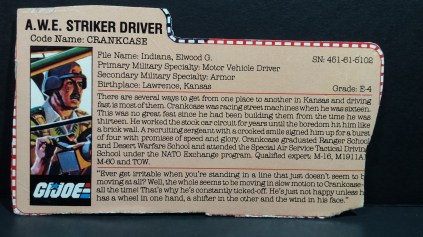 A.W.E. STRIKER DRIVER
Code Name: CRANKCASE
File Name: Indiana, Elwood G.
SN: 461-61-5102
Primary Military Specialty: Motor Vehicle Driver
Secondary Military Specialty: Armor
Birthplace: Lawrence, Kansas
Grade: E-4
There are several ways to get from one place to another in Kansas and driving
fast is most of them. Crankcase was racing street machines when he was sixteen.
This was no great shakes since he had been building them from the time he was
thirteen. He worked the stock car circuit for years until the boredom hit him like
a brick wall. A recruiting sergeant with a crooked smile signed him up for a burst
of four with promises of speed and glory. Crankcase graduated Ranger School
and Desert Warfare School and attended the Special Air Service Tactical Driving
School under the NATO Exchange program. Qualified expert: M-16, M1911A
M-60 and TOW.
"Ever get irritable when you're standing in a line that just doesn't seem to be
moving at all? Well, the whole seems to be moving in slow motion to Crankcase-
all the time! That's why he's constantly ticked-off. He's just not happy unless h
has a wheel in one hand, a shifter in the other and the wind in his face."
G.I.JOE